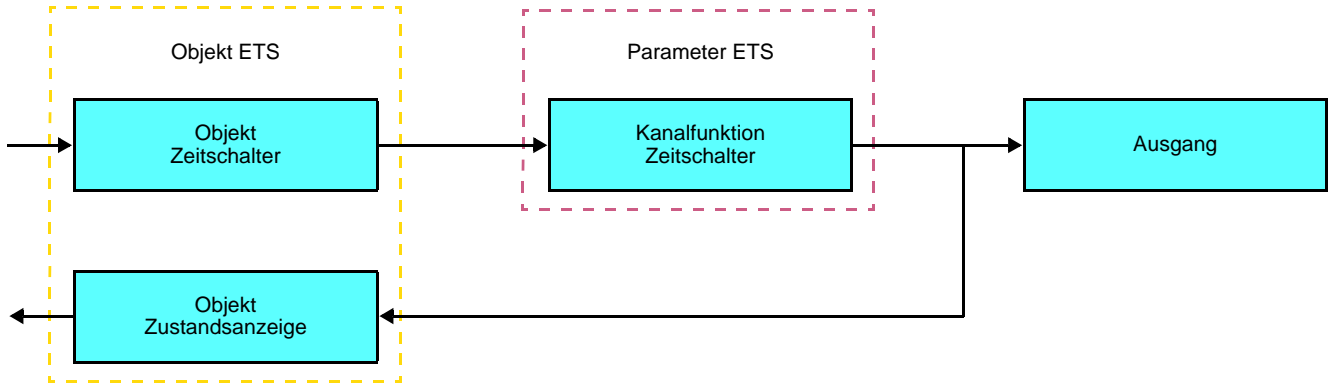 Objekt ETS
Parameter ETS
Objekt
Zeitschalter
Kanalfunktion
Zeitschalter
Ausgang
Objekt
Zustandsanzeige